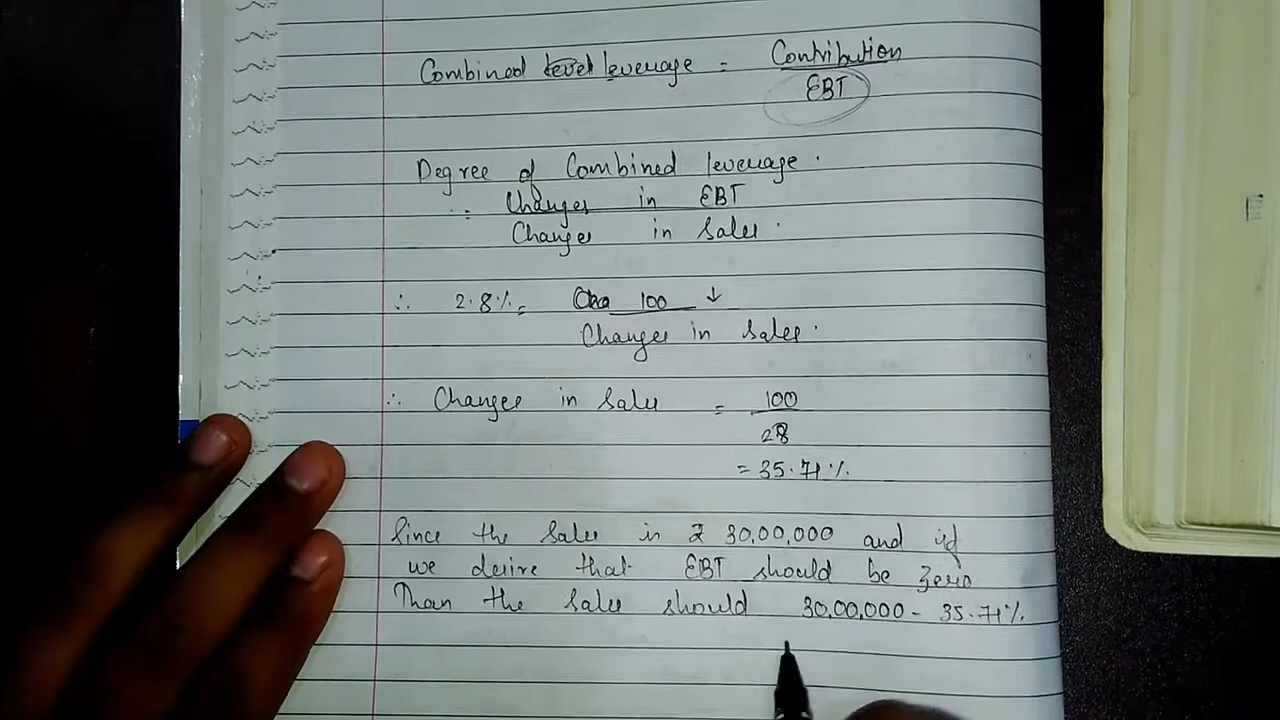 Combined leverage = Contribution
EBT
Degree of Combined leverage.
= Changes in EBT
Changes in Sales.
∴ 2.8% = 100 ↓
Changes in Sales.
∴ Changes in Sales = 100
28
= 35.71%
Since the Sales is ₹ 30,00,000 and if
we desire that EBT should be zero
Than the Sales should 30,00,000 - 35.71%